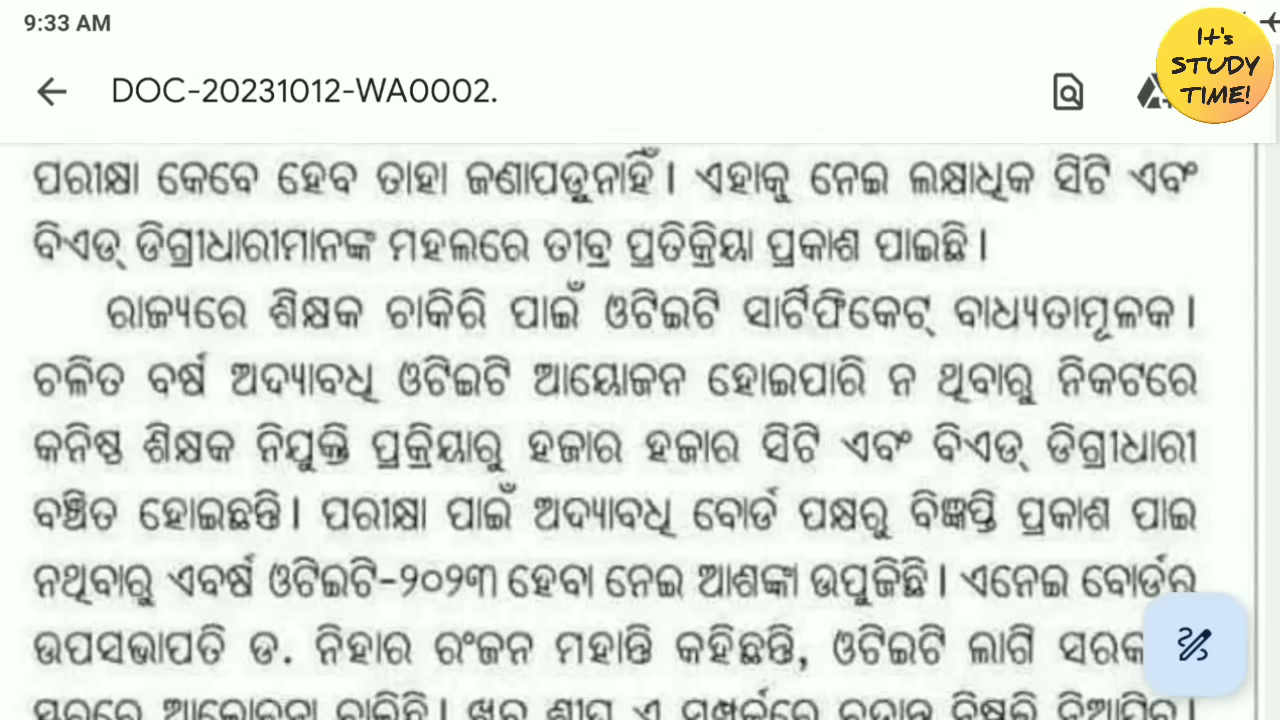 9:33 AM
It's
STUDY
TIME!
DOC-20231012-WA0002.
ପରୀକ୍ଷା କେବେ ହେବ ତାହା ଜଣାପଡୁନାହିଁ। ଏହାକୁ ନେଇ ଲକ୍ଷାଧିକ ସିଟି ଏବଂ
ବିଏଡ୍ ଡିଗ୍ରୀଧାରୀମାନଙ୍କ ମହଲରେ ତୀବ୍ର ପ୍ରତିକ୍ରିୟା ପ୍ରକାଶ ପାଇଛି।
ରାଜ୍ୟରେ ଶିକ୍ଷକ ଚାକିରି ପାଇଁ ଓଟିଇଟି ସାର୍ଟିଫିକେଟ୍ ବାଧ୍ୟତାମୂଳକ।
ଚଳିତ ବର୍ଷ ଅଦ୍ୟାବଧି ଓଟିଇଟି ଆୟୋଜନ ହୋଇପାରି ନ ଥିବାରୁ ନିକଟରେ
କନିଷ୍ଠ ଶିକ୍ଷକ ନିଯୁକ୍ତି ପ୍ରକ୍ରିୟାରୁ ହଜାର ହଜାର ସିଟି ଏବଂ ବିଏଡ୍ ଡିଗ୍ରୀଧାରୀ
ବଞ୍ଚିତ ହୋଇଛନ୍ତି। ପରୀକ୍ଷା ପାଇଁ ଅଦ୍ୟାବଧି ବୋର୍ଡ ପକ୍ଷରୁ ବିଜ୍ଞପ୍ତି ପ୍ରକାଶ ପାଇ
ନଥିବାରୁ ଏବର୍ଷ ଓଟିଇଟି-୨୦୨୩ ହେବା ନେଇ ଆଶଙ୍କା ଉପୁଜିଛି। ଏନେଇ ବୋର୍ଡର
ଉପସଭାପତି ଡ. ନିହାର ରଂଜନ ମହାନ୍ତି କହିଛନ୍ତି, ଓଟିଇଟି ଲାଗି